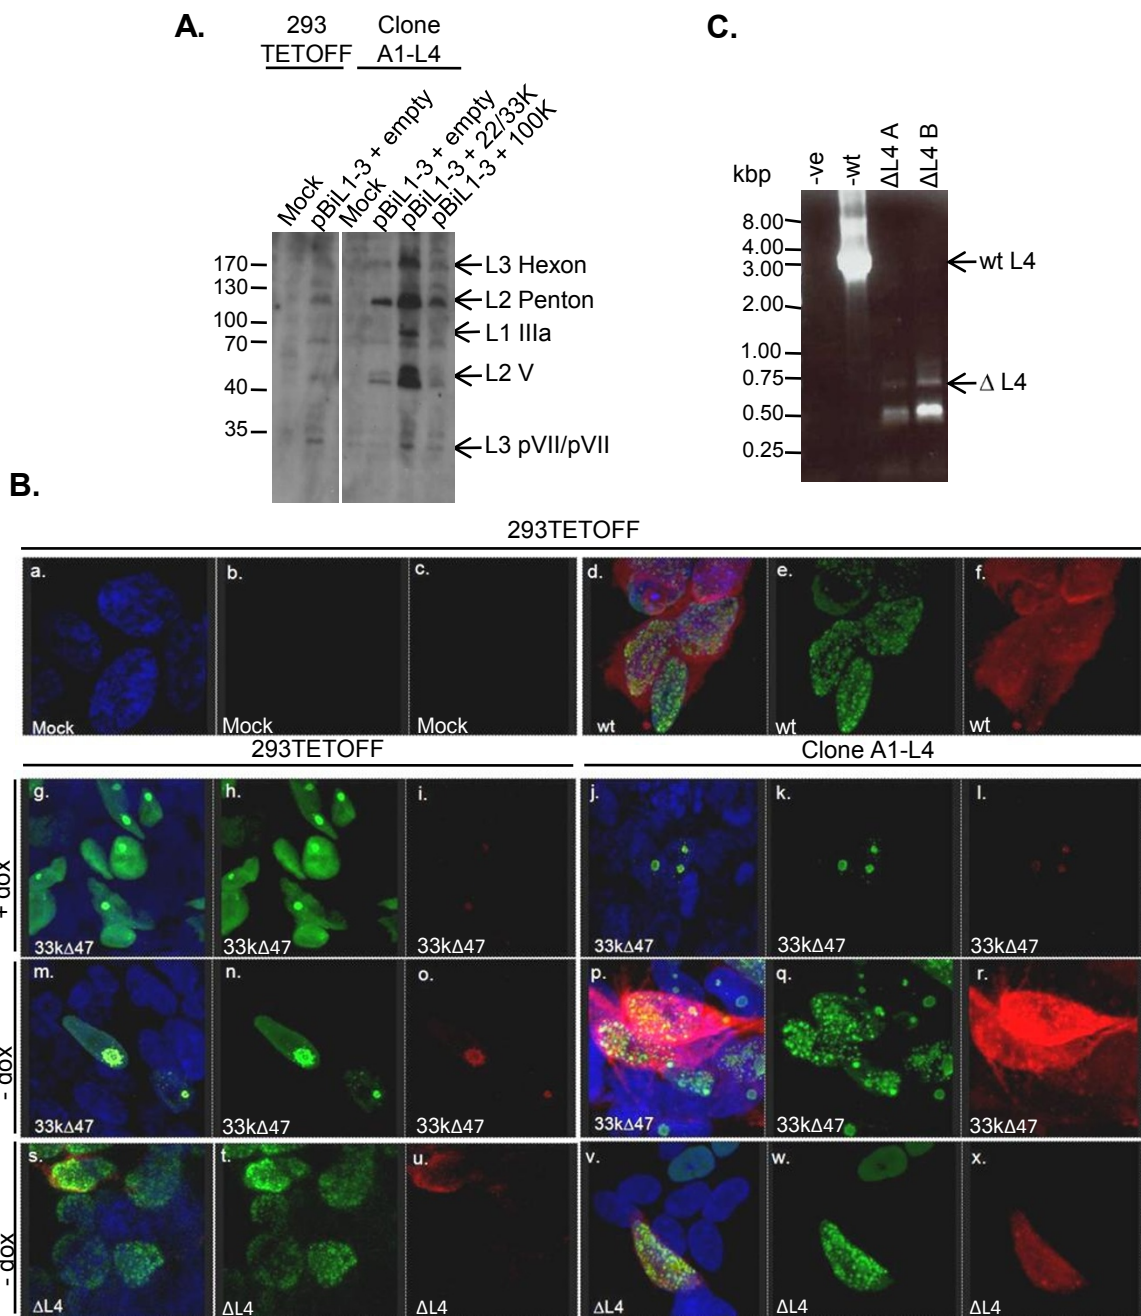 A.
293
TETOFF
Clone
A1-L4
Mock
pBiL1-3 + empty
Mock
pBiL1-3 + empty
pBiL1-3 + 22/33K
pBiL1-3 + 100K
170
130
100
70
40
35
L3 Hexon
L2 Penton
L1 IIIa
L2 V
L3 pVII/pVII
C.
kbp
-ve
-wt
ΔL4 A
ΔL4 B
8.00
4.00
3.00
2.00
1.00
0.75
0.50
0.25
wt L4
Δ L4
B.
293TETOFF
a. b. c. d. e. f.
Mock Mock Mock wt wt wt
293TETOFF Clone A1-L4
+ dox
g. h. i. j. k. l.
33kΔ47 33kΔ47 33kΔ47 33kΔ47 33kΔ47 33kΔ47
- dox
m. n. o. p. q. r.
33kΔ47 33kΔ47 33kΔ47 33kΔ47 33kΔ47 33kΔ47
- dox
s. t. u. v. w. x.
ΔL4 ΔL4 ΔL4 ΔL4 ΔL4 ΔL4